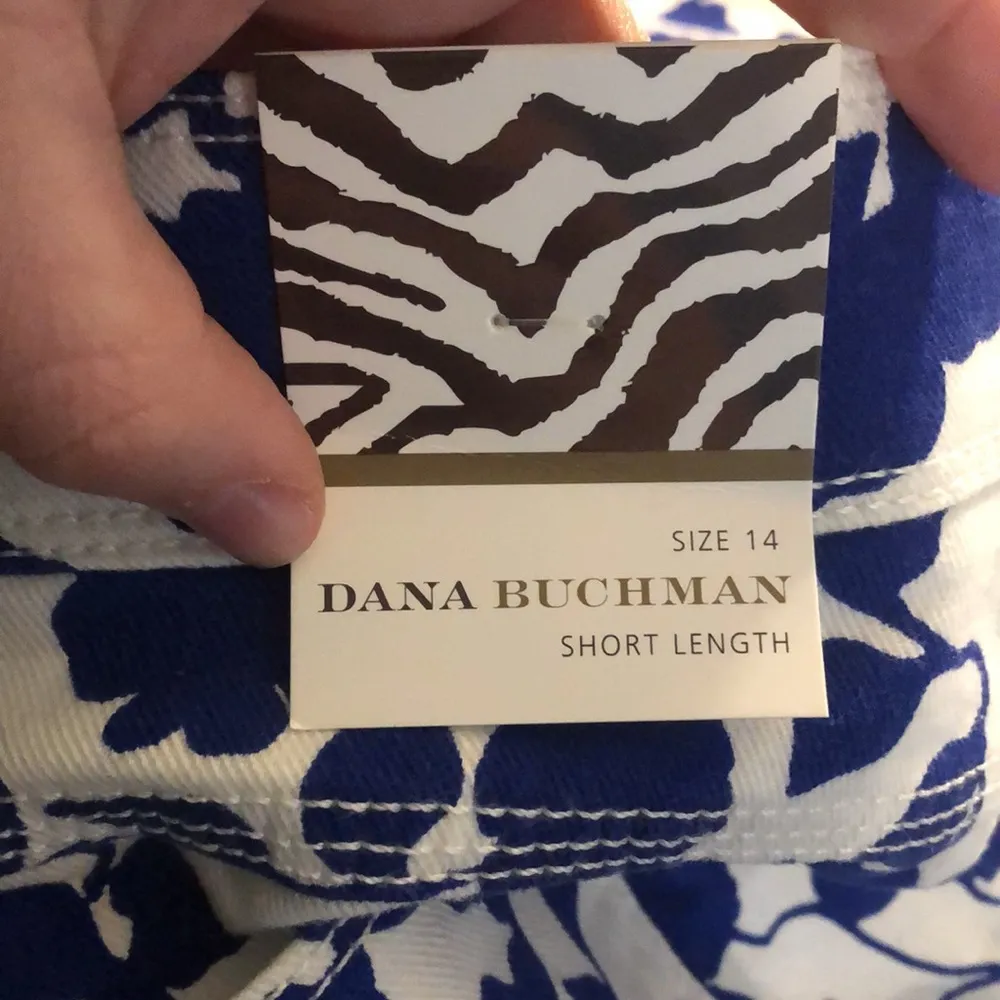 SIZE 14
DANA BUCHMAN
SHORT LENGTH